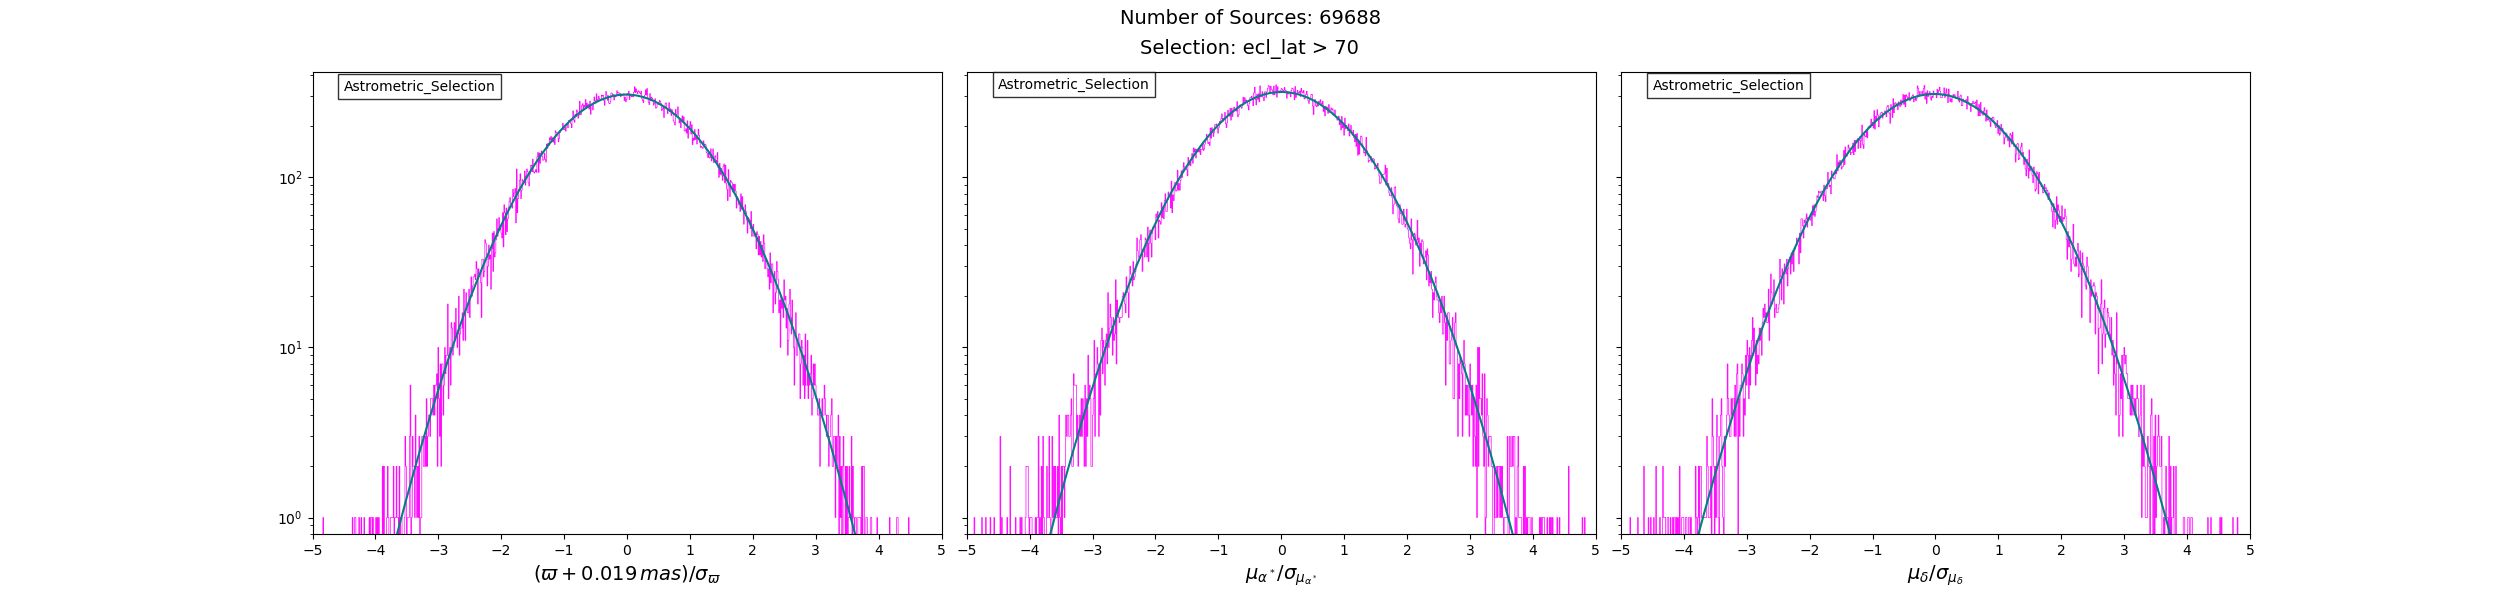 Number of Sources: 69688
Selection: ecl_lat > 70
Astrometric_Selection
Astrometric_Selection
Astrometric_Selection
10²
10¹
10⁰
−5 −4 −3 −2 −1 0 1 2 3 4 5
−5 −4 −3 −2 −1 0 1 2 3 4 5
−5 −4 −3 −2 −1 0 1 2 3 4 5
(ϖ + 0.019 mas)/σ_ϖ
μ_α*/σ_μ_α*
μ_δ/σ_μ_δ